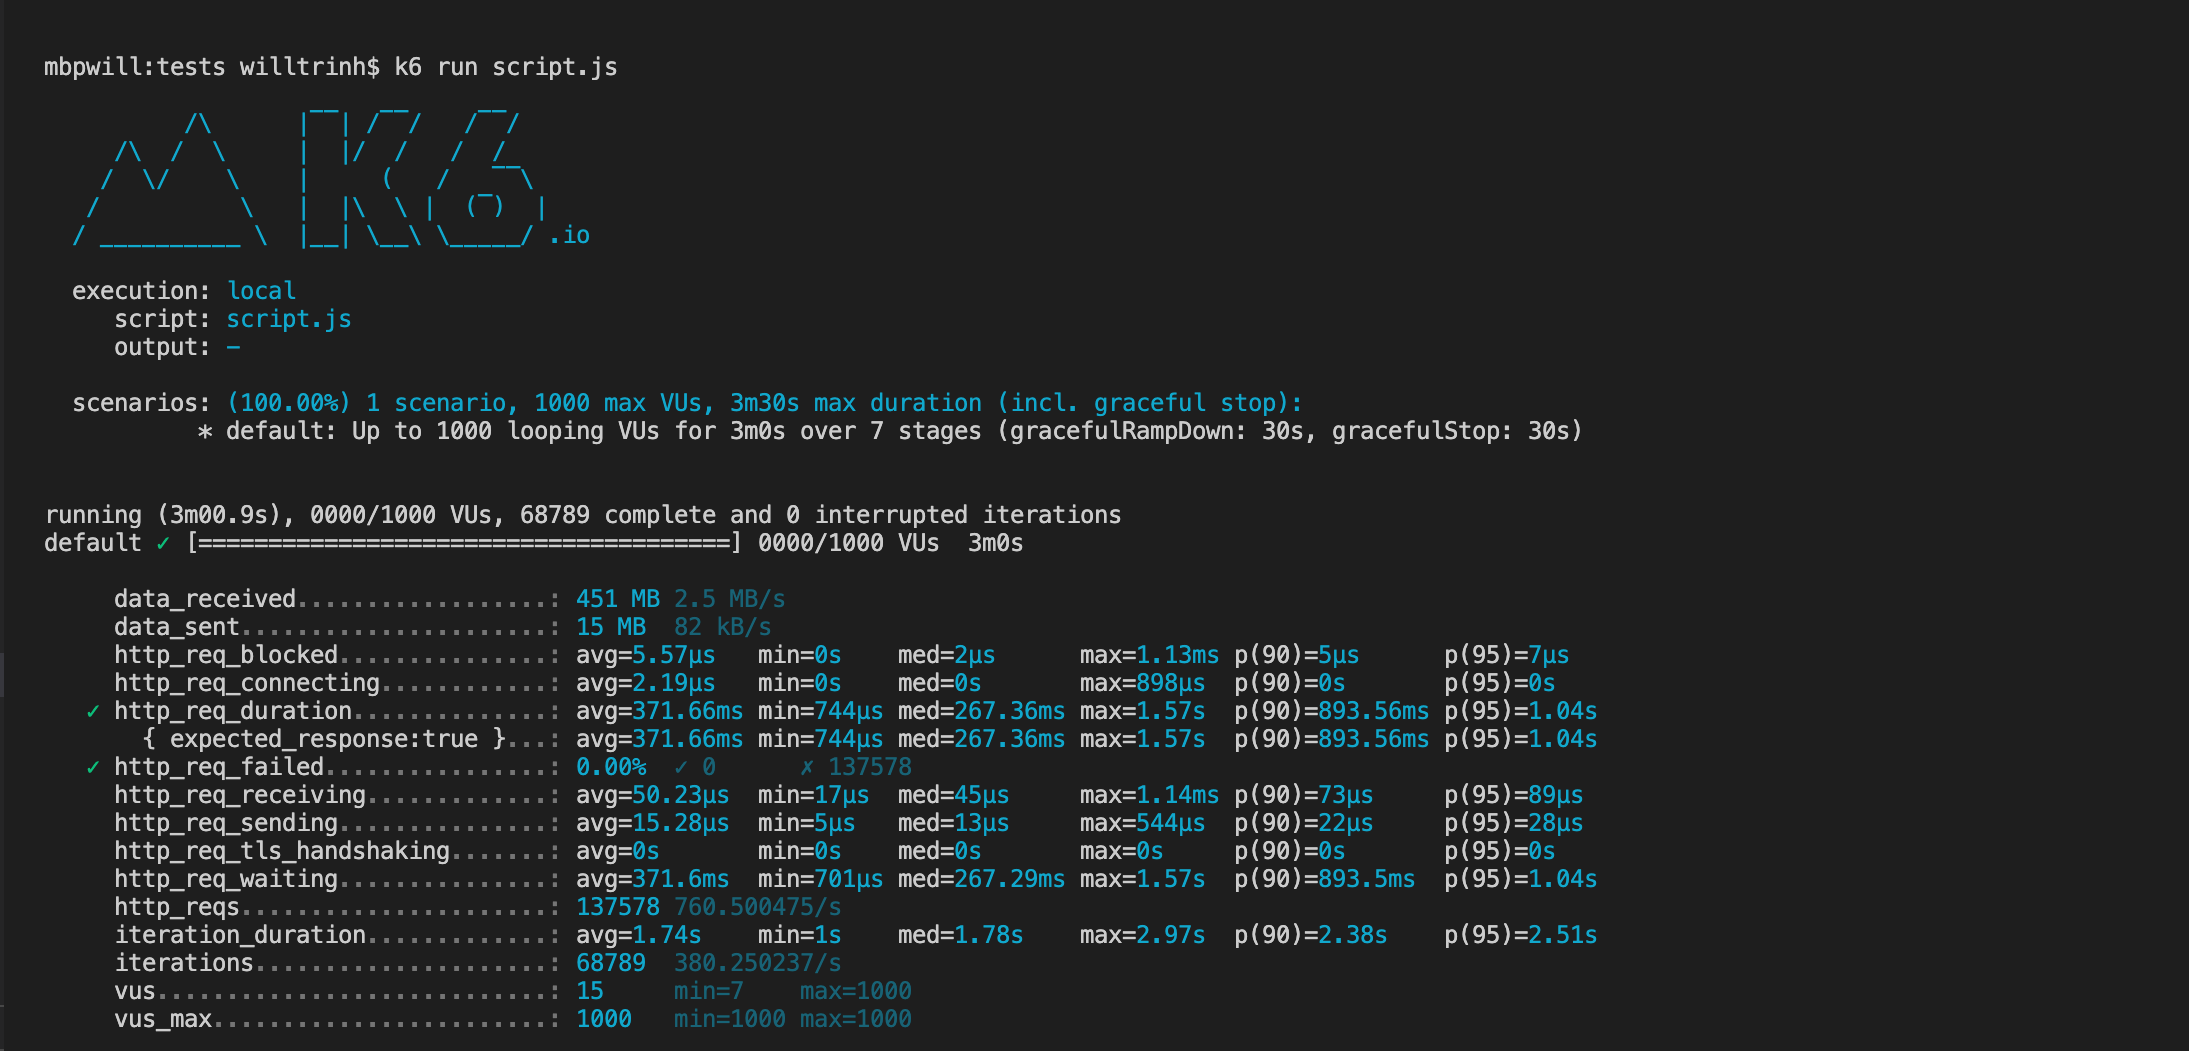 mbpwill:tests willtrinh$ k6 run script.js
          /\      |‾‾| /‾‾/   /‾‾/
     /\  /  \     |  |/  /   /  /
    /  \/    \    |     (   /   ‾‾\
   /          \   |  |\  \ |  (‾)  |
  / __________ \  |__| \__\ \_____/ .io
  execution: local
     script: script.js
     output: -
  scenarios: (100.00%) 1 scenario, 1000 max VUs, 3m30s max duration (incl. graceful stop):
           * default: Up to 1000 looping VUs for 3m0s over 7 stages (gracefulRampDown: 30s, gracefulStop: 30s)
running (3m00.9s), 0000/1000 VUs, 68789 complete and 0 interrupted iterations
default ✓ [======================================] 0000/1000 VUs  3m0s
     data_received..................: 451 MB 2.5 MB/s
     data_sent......................: 15 MB  82 kB/s
     http_req_blocked...............: avg=5.57µs   min=0s    med=2µs      max=1.13ms p(90)=5µs      p(95)=7µs
     http_req_connecting............: avg=2.19µs   min=0s    med=0s       max=898µs  p(90)=0s       p(95)=0s
   ✓ http_req_duration..............: avg=371.66ms min=744µs med=267.36ms max=1.57s  p(90)=893.56ms p(95)=1.04s
       { expected_response:true }...: avg=371.66ms min=744µs med=267.36ms max=1.57s  p(90)=893.56ms p(95)=1.04s
   ✓ http_req_failed................: 0.00%  ✓ 0      ✗ 137578
     http_req_receiving.............: avg=50.23µs  min=17µs  med=45µs     max=1.14ms p(90)=73µs     p(95)=89µs
     http_req_sending...............: avg=15.28µs  min=5µs   med=13µs     max=544µs  p(90)=22µs     p(95)=28µs
     http_req_tls_handshaking.......: avg=0s       min=0s    med=0s       max=0s     p(90)=0s       p(95)=0s
     http_req_waiting...............: avg=371.6ms  min=701µs med=267.29ms max=1.57s  p(90)=893.5ms  p(95)=1.04s
     http_reqs......................: 137578 760.500475/s
     iteration_duration.............: avg=1.74s    min=1s    med=1.78s    max=2.97s  p(90)=2.38s    p(95)=2.51s
     iterations.....................: 68789  380.250237/s
     vus............................: 15     min=7    max=1000
     vus_max........................: 1000   min=1000 max=1000